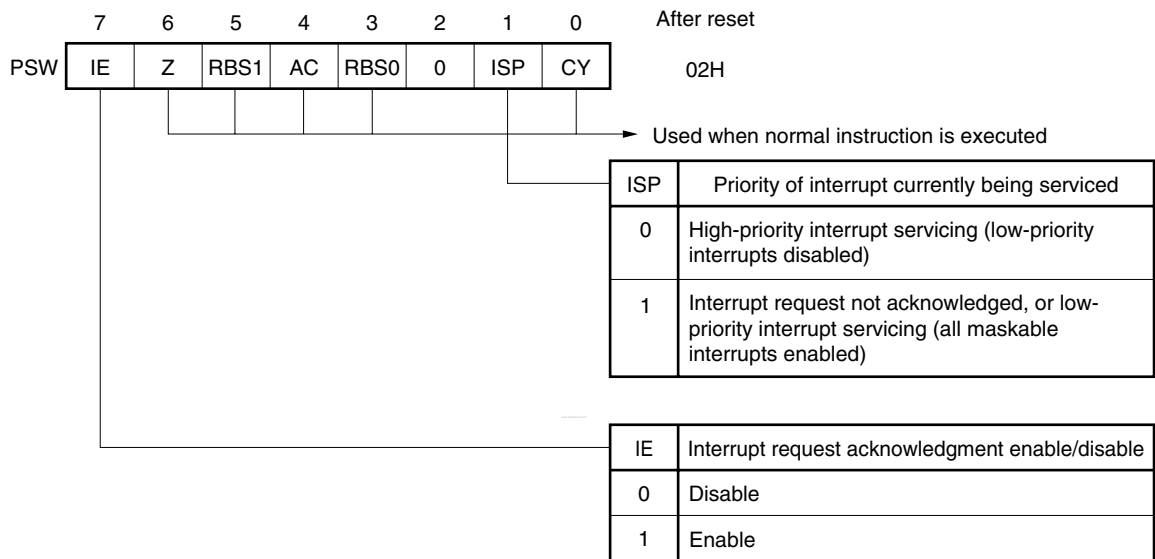 7 6 5 4 3 2 1 0 After reset
PSW IE Z RBS1 AC RBS0 0 ISP CY 02H
Used when normal instruction is executed
ISP Priority of interrupt currently being serviced
0 High-priority interrupt servicing (low-priority
interrupts disabled)
1 Interrupt request not acknowledged, or low-
priority interrupt servicing (all maskable
interrupts enabled)
IE Interrupt request acknowledgment enable/disable
0 Disable
1 Enable